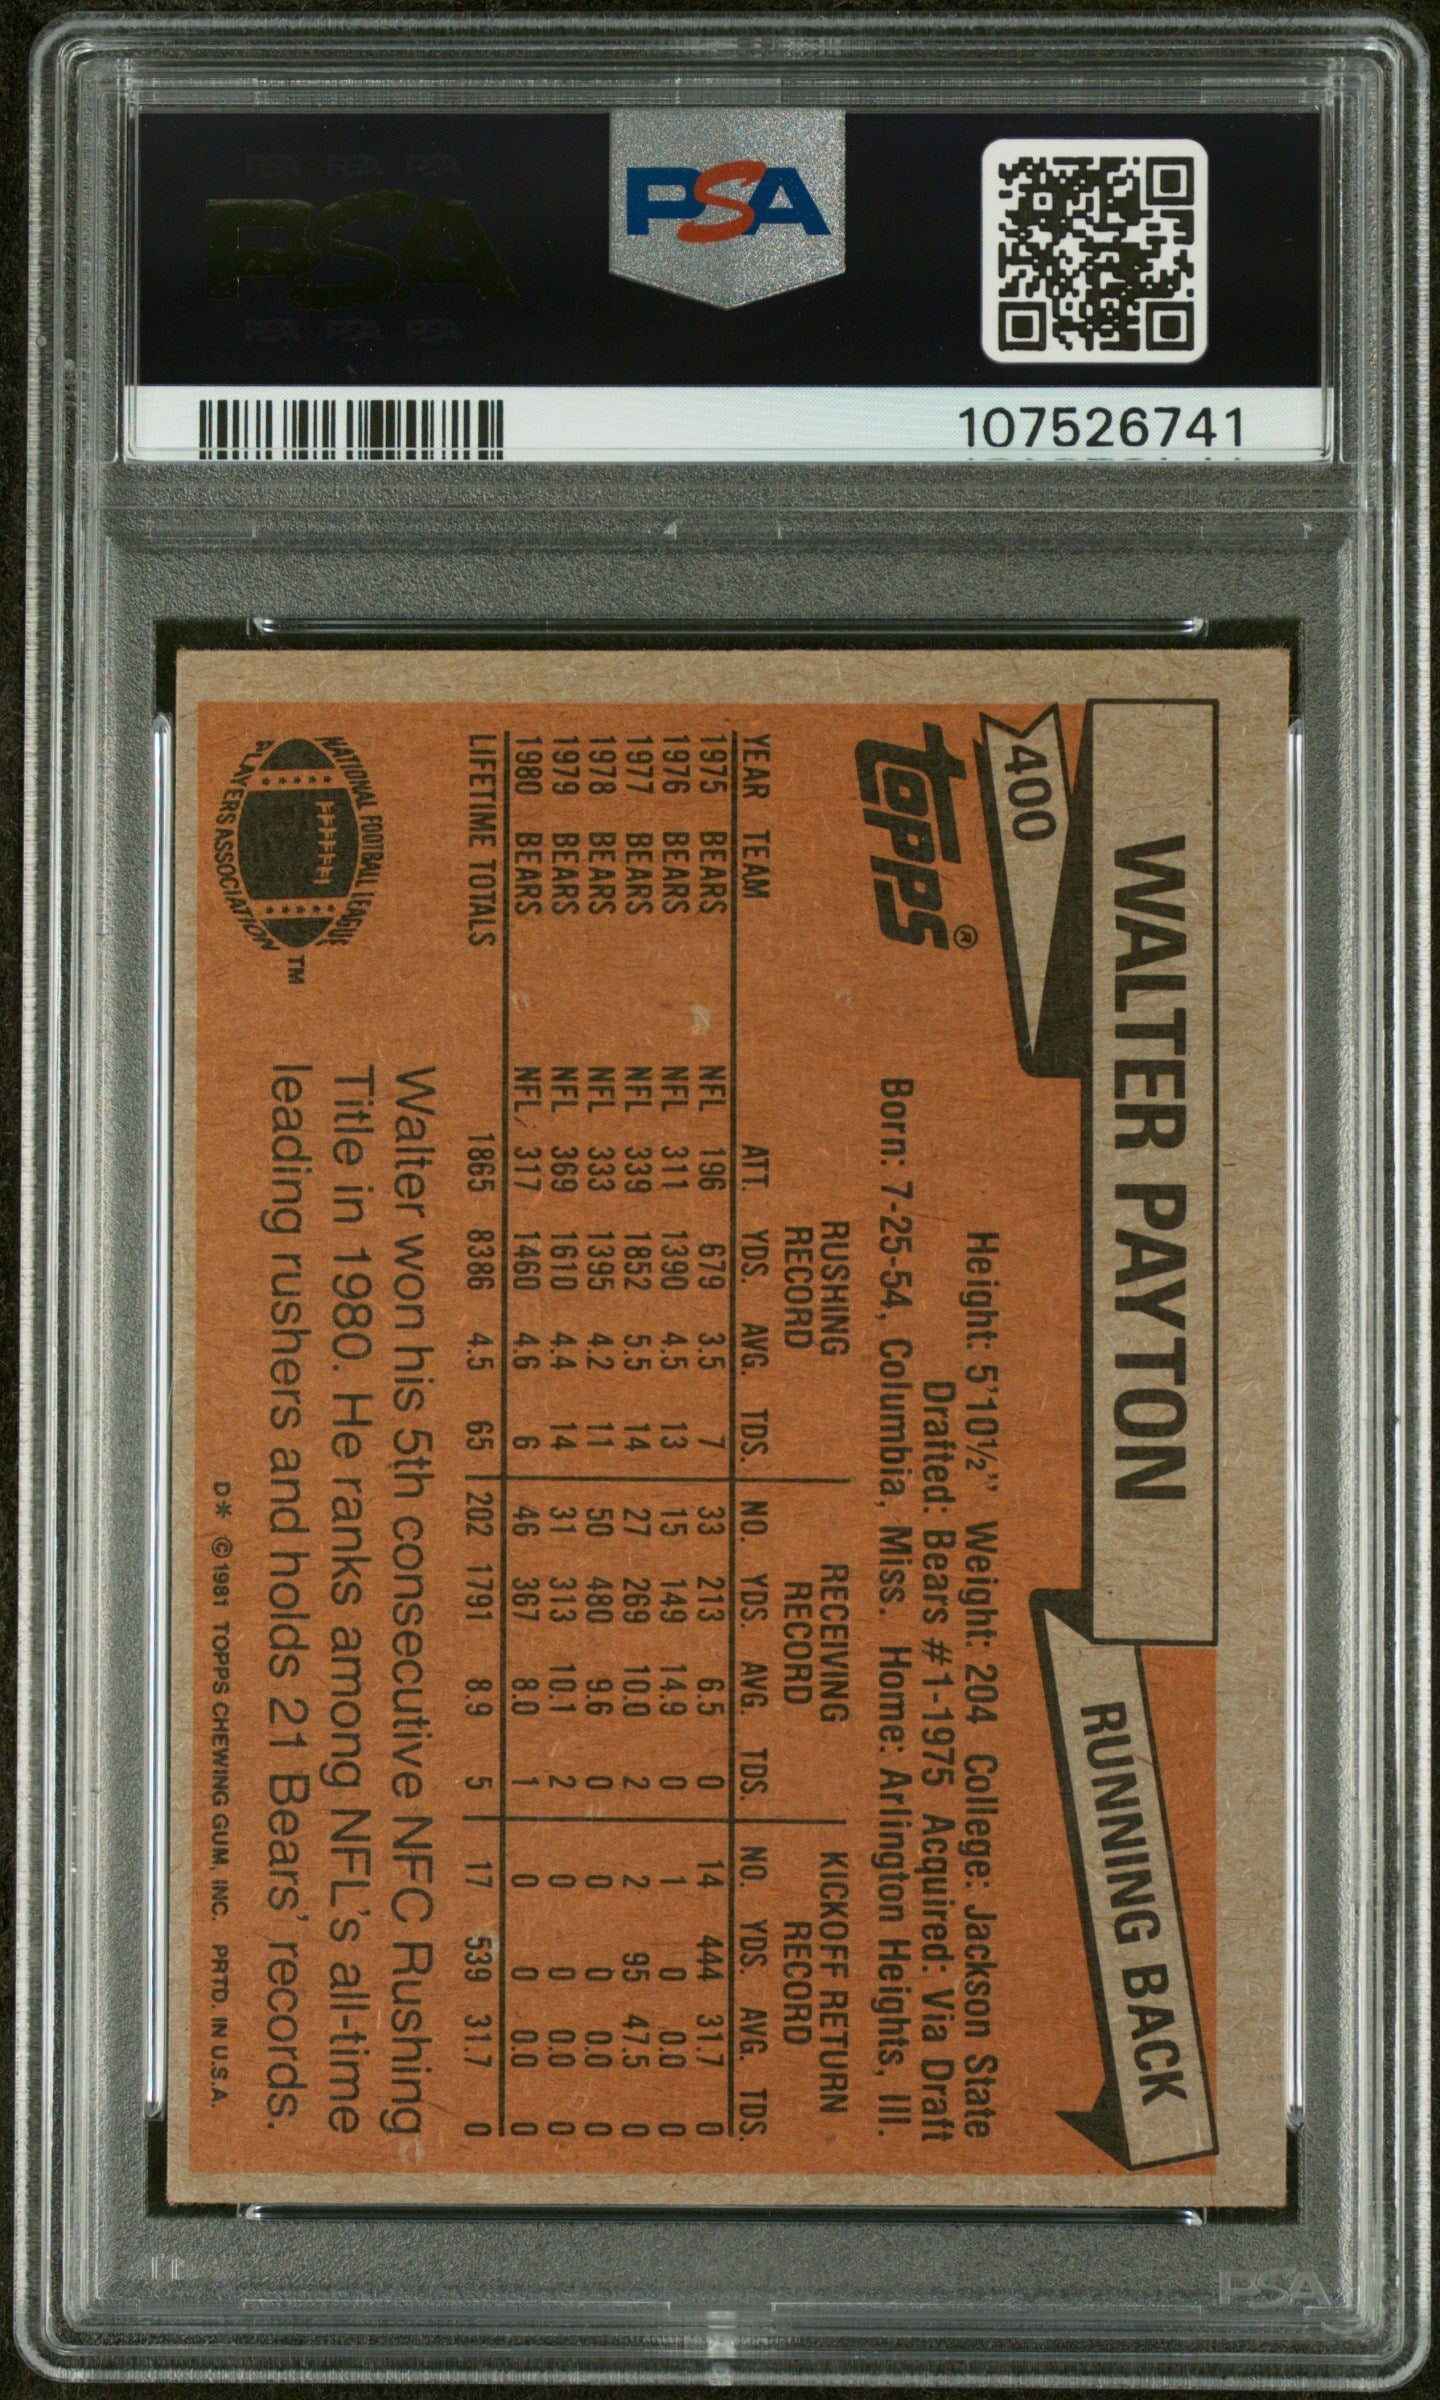 PSA PSA PSA
PSA
PSA PSA PSA
PSA
107526741
WALTER PAYTON
RUNNING BACK
400
Topps®
Height: 5'10½" Weight: 204 College: Jackson State
Drafted: Bears #1-1975 Acquired: Via Draft
Born: 7-25-54, Columbia, Miss. Home: Arlington Heights, Ill.
RUSHING RECORD RECEIVING RECORD KICKOFF RETURN RECORD
YEAR TEAM ATT. YDS. AVG. TDS. NO. YDS. AVG. TDS. NO. YDS. AVG. TDS.
1975 BEARS NFL 196 679 3.5 7 33 213 6.5 0 14 444 31.7 0
1976 BEARS NFL 311 1390 4.5 13 15 149 14.9 0 1 0 0.0 0
1977 BEARS NFL 339 1852 5.5 14 27 269 10.0 2 2 95 47.5 0
1978 BEARS NFL 333 1395 4.2 11 50 480 9.6 0 0 0 0.0 0
1979 BEARS NFL 369 1610 4.4 14 31 313 10.1 2 0 0 0.0 0
1980 BEARS NFL 317 1460 4.6 6 46 367 8.0 1 0 0 0.0 0
LIFETIME TOTALS 1865 8386 4.5 65 202 1791 8.9 5 17 539 31.7 0
NATIONAL FOOTBALL LEAGUE
PLAYERS ASSOCIATION TM
Walter won his 5th consecutive NFC Rushing
Title in 1980. He ranks among NFL's all-time
leading rushers and holds 21 Bears' records.
D* © 1981 TOPPS CHEWING GUM, INC. PRTD. IN U.S.A.
PSA